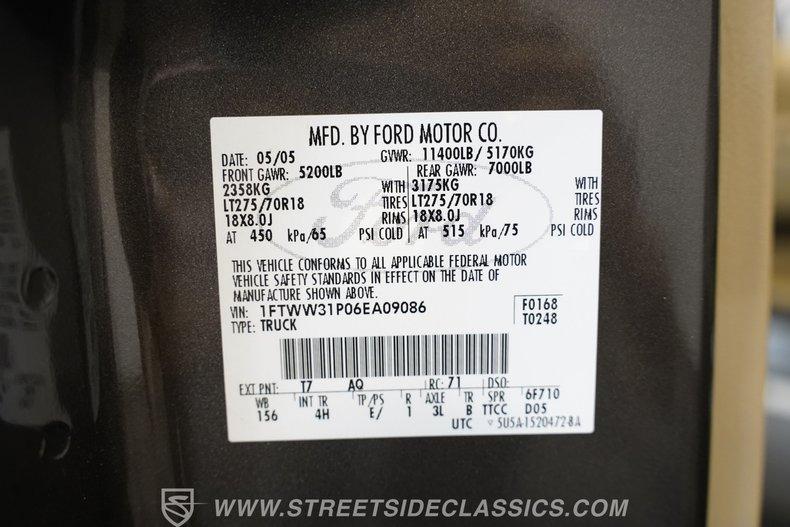 MFD. BY FORD MOTOR CO.
DATE: 05/05 GVWR: 11400LB/ 5170KG
FRONT GAWR: 5200LB REAR GAWR: 7000LB
2358KG WITH 3175KG WITH
LT275/70R18 TIRES LT275/70R18 TIRES
18X8.0J RIMS 18X8.0J RIMS
AT 450 kPa/65 PSI COLD AT 515 kPa/75 PSI COLD
Ford
THIS VEHICLE CONFORMS TO ALL APPLICABLE FEDERAL MOTOR
VEHICLE SAFETY STANDARDS IN EFFECT ON THE DATE OF
MANUFACTURE SHOWN ABOVE.
VIN: 1FTWW31P06EA09086 F0168
TYPE: TRUCK T0248
EXT PNT: T7 AQ RC: 71 DSO:
WB INT TR TP/PS R AXLE TR SPR 6F710
156 4H E/ 1 3L B TTCC D05
UTC 5U5A-1520472-BA
WWW.STREETSIDECLASSICS.COM